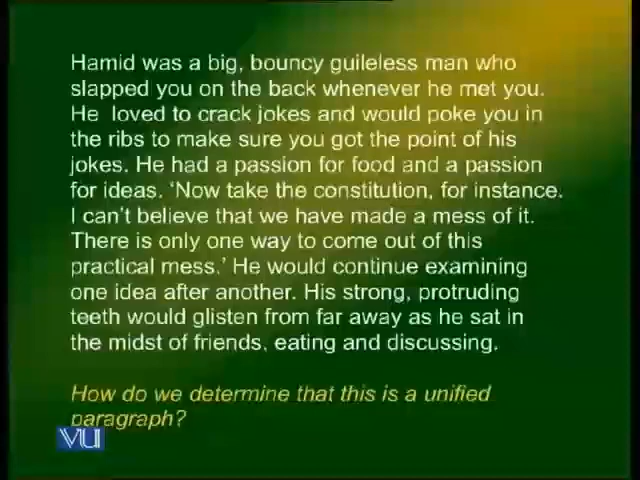 Hamid was a big, bouncy guileless man who
slapped you on the back whenever he met you.
He loved to crack jokes and would poke you in
the ribs to make sure you got the point of his
jokes. He had a passion for food and a passion
for ideas. ‘Now take the constitution, for instance.
I can't believe that we have made a mess of it.
There is only one way to come out of this
practical mess.’ He would continue examining
one idea after another. His strong, protruding
teeth would glisten from far away as he sat in
the midst of friends, eating and discussing.
How do we determine that this is a unified
paragraph?
VU